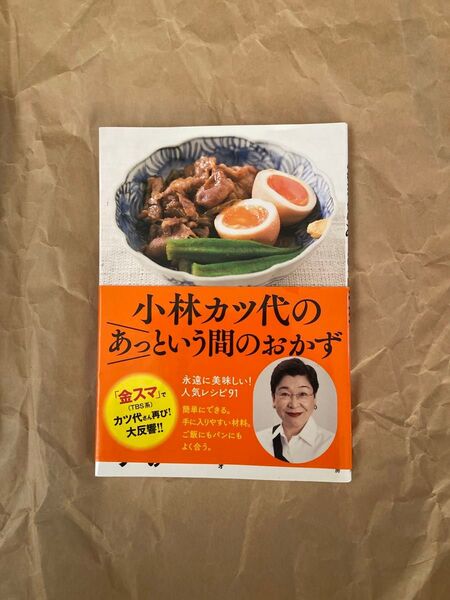 小林カツ代の
あっという間のおかず
「金スマ」で
(TBS系)
カツ代さん再び!
大反響!!
永遠に美味しい!
人気レシピ91
簡単にできる。
手に入りやすい材料。
ご飯にもパンにも
よく合う。